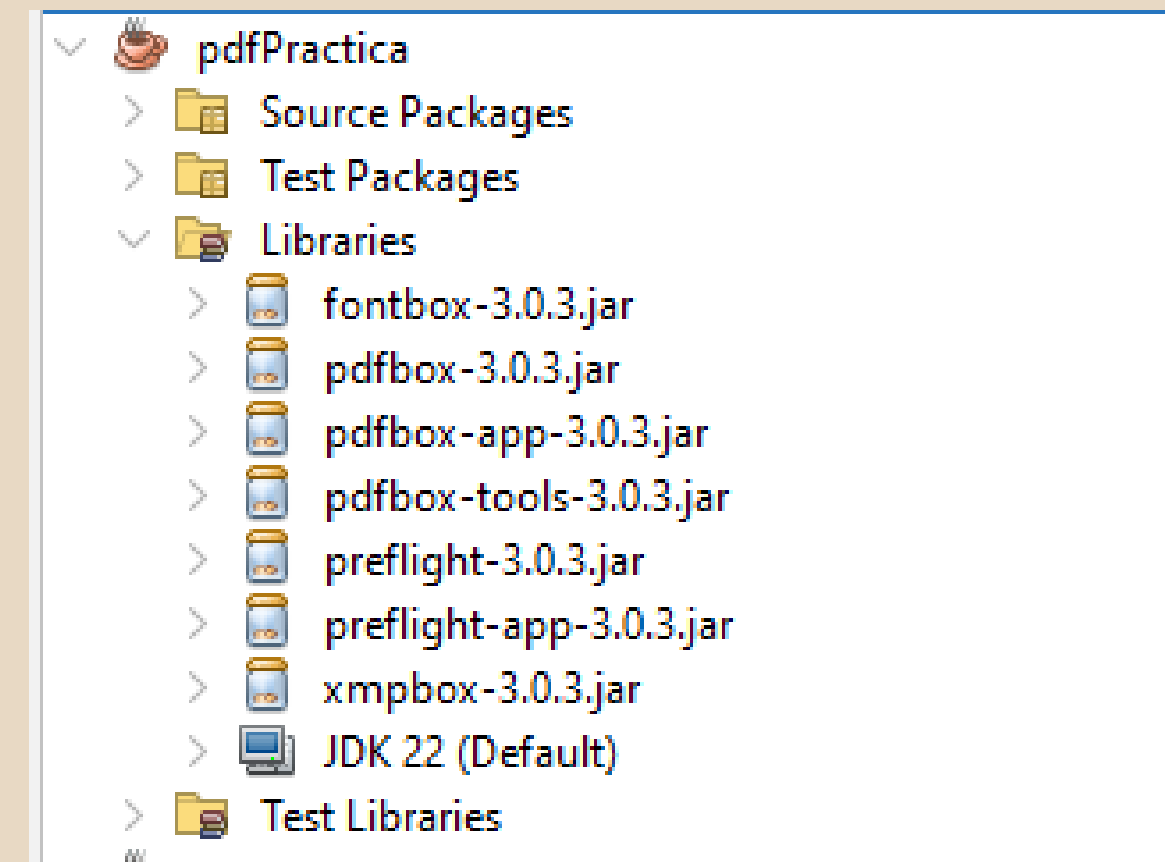 pdfPractica
Source Packages
Test Packages
Libraries
fontbox-3.0.3.jar
pdfbox-3.0.3.jar
pdfbox-app-3.0.3.jar
pdfbox-tools-3.0.3.jar
preflight-3.0.3.jar
preflight-app-3.0.3.jar
xmpbox-3.0.3.jar
JDK 22 (Default)
Test Libraries